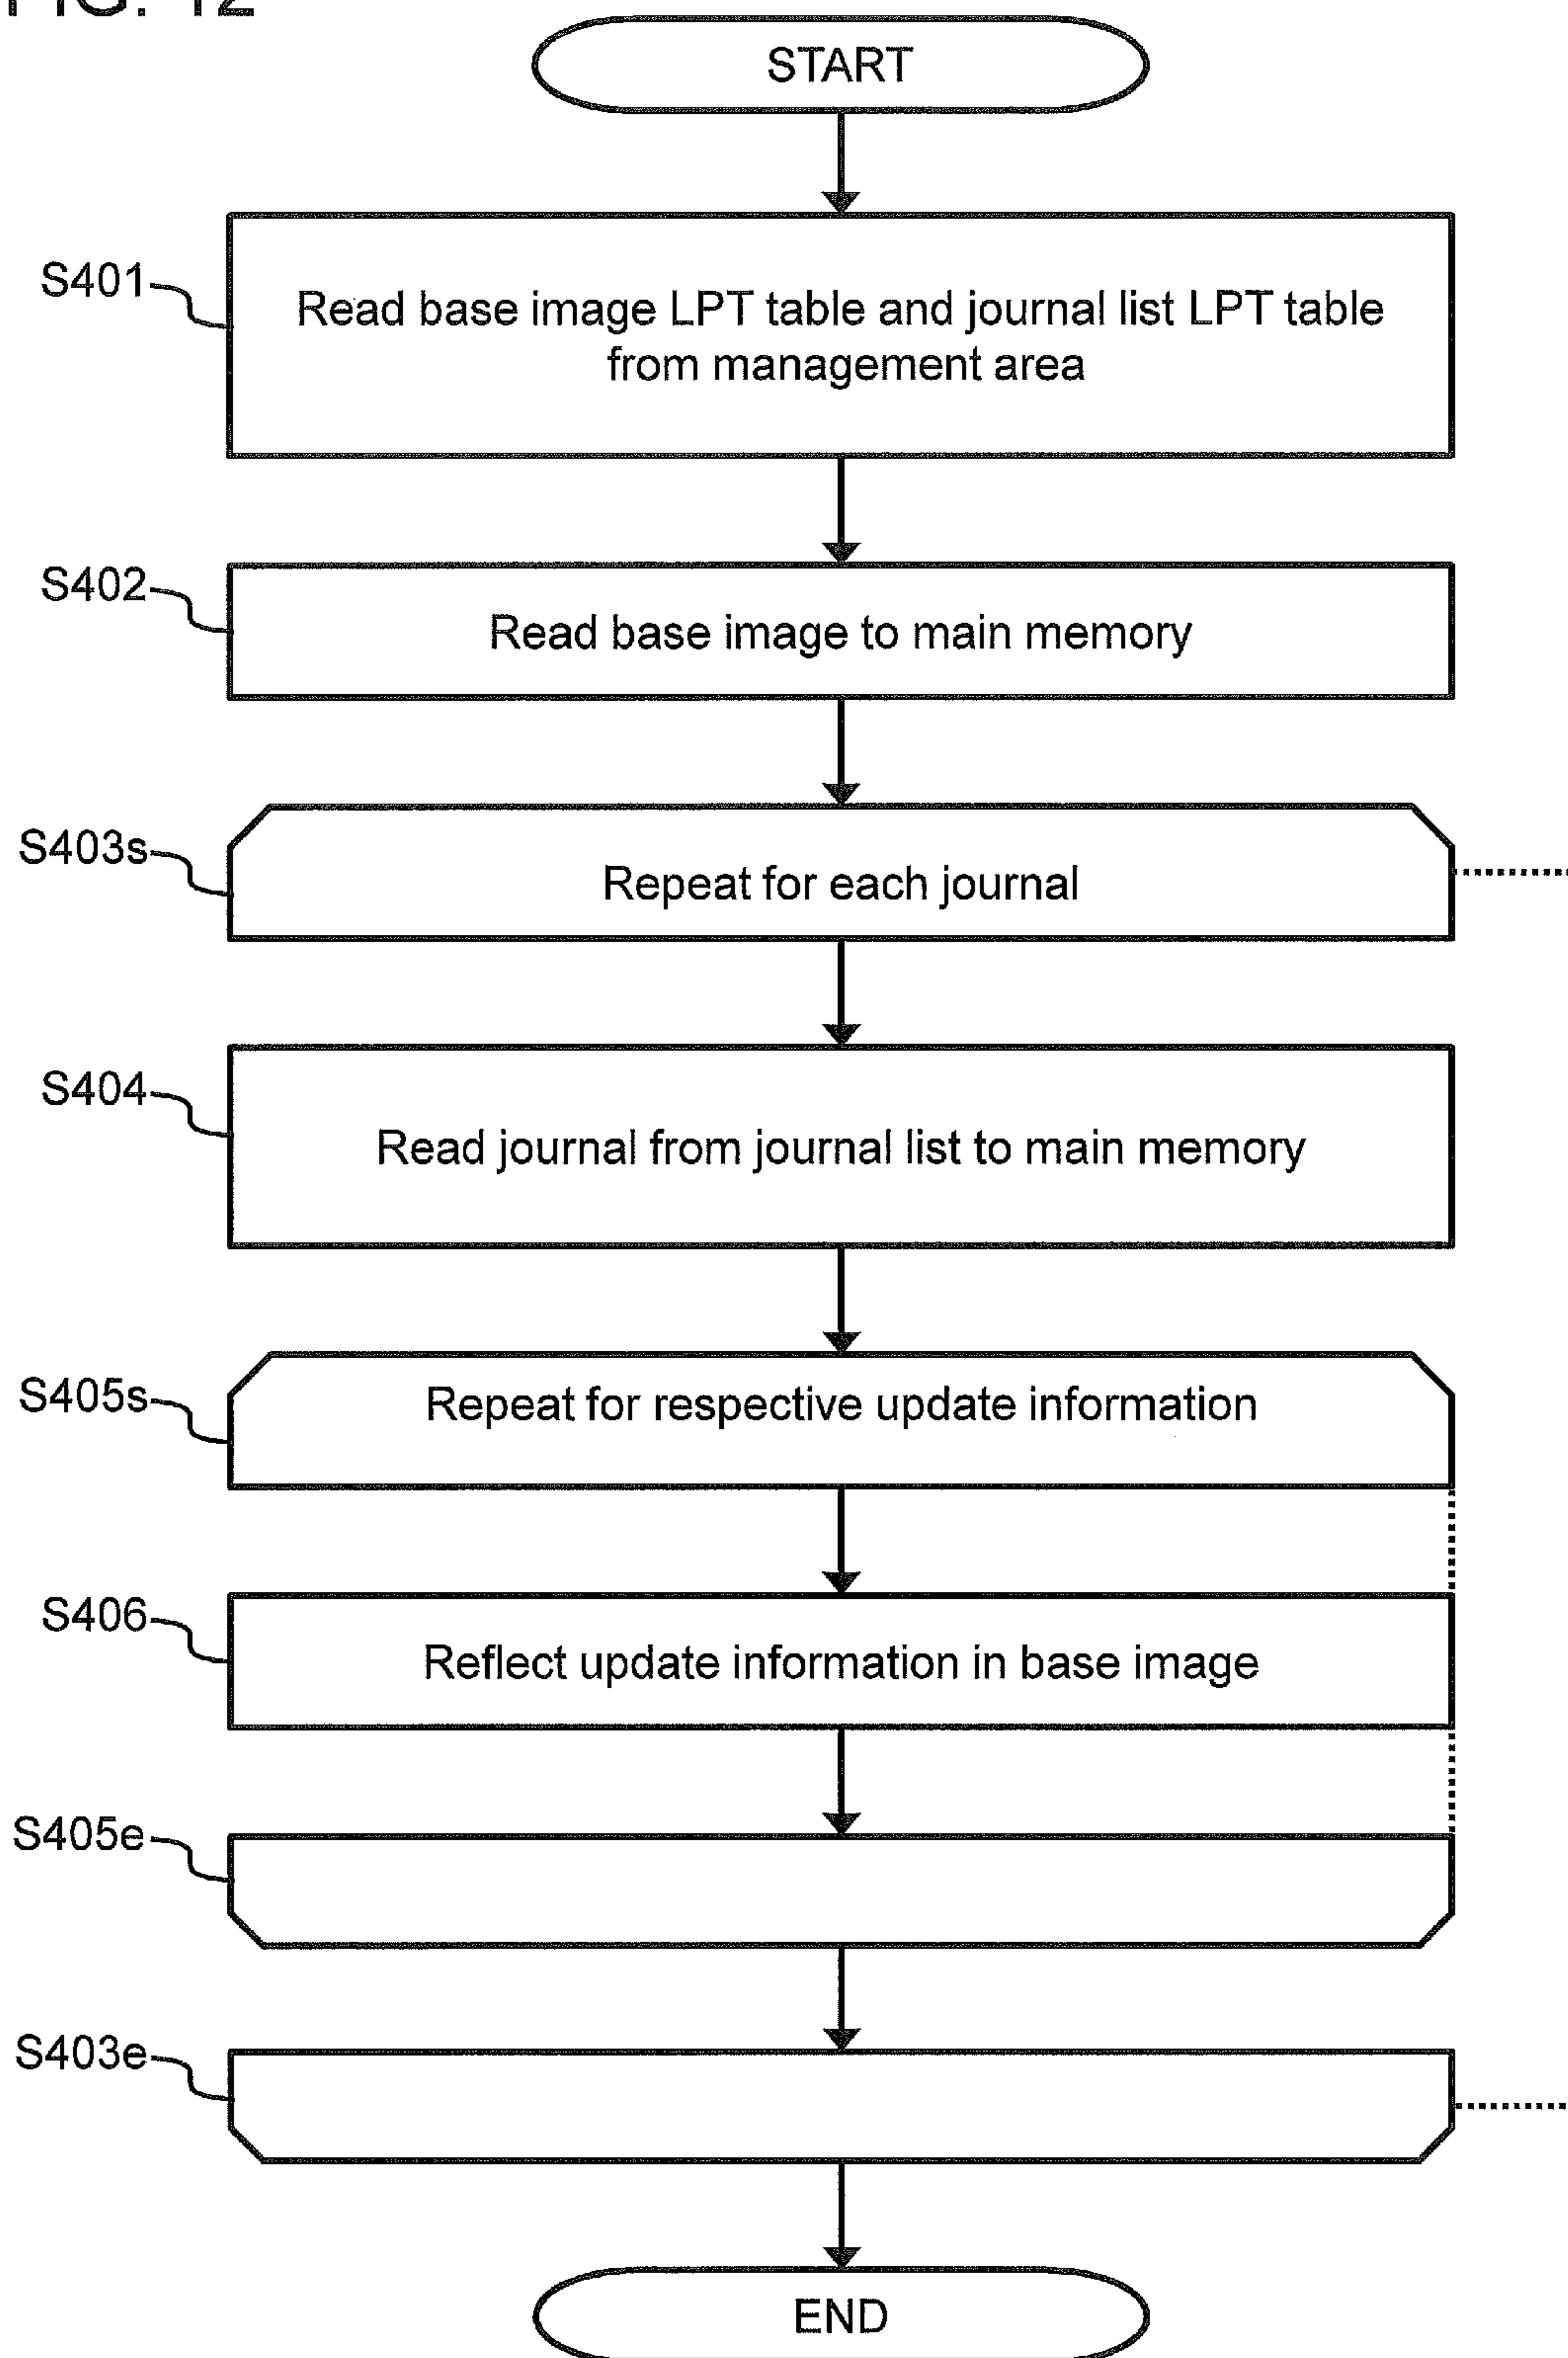 FIG. 12
START
S401
Read base image LPT table and journal list LPT table
from management area
S402
Read base image to main memory
S403s
Repeat for each journal
S404
Read journal from journal list to main memory
S405s
Repeat for respective update information
S406
Reflect update information in base image
S405e
S403e
END